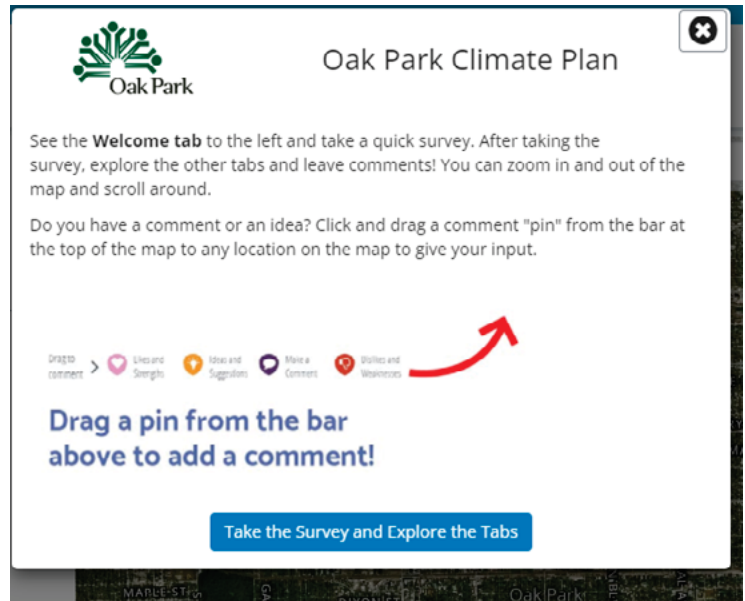 Oak Park
Oak Park Climate Plan
See the Welcome tab to the left and take a quick survey. After taking the
survey, explore the other tabs and leave comments! You can zoom in and out of the
map and scroll around.
Do you have a comment or an idea? Click and drag a comment "pin" from the bar at
the top of the map to any location on the map to give your input.
Drag to
comment
Likes and
Strengths
Ideas and
Suggestions
Make a
Comment
Dislikes and
Weaknesses
Drag a pin from the bar
above to add a comment!
Take the Survey and Explore the Tabs
MAPLE ST
Oak Park